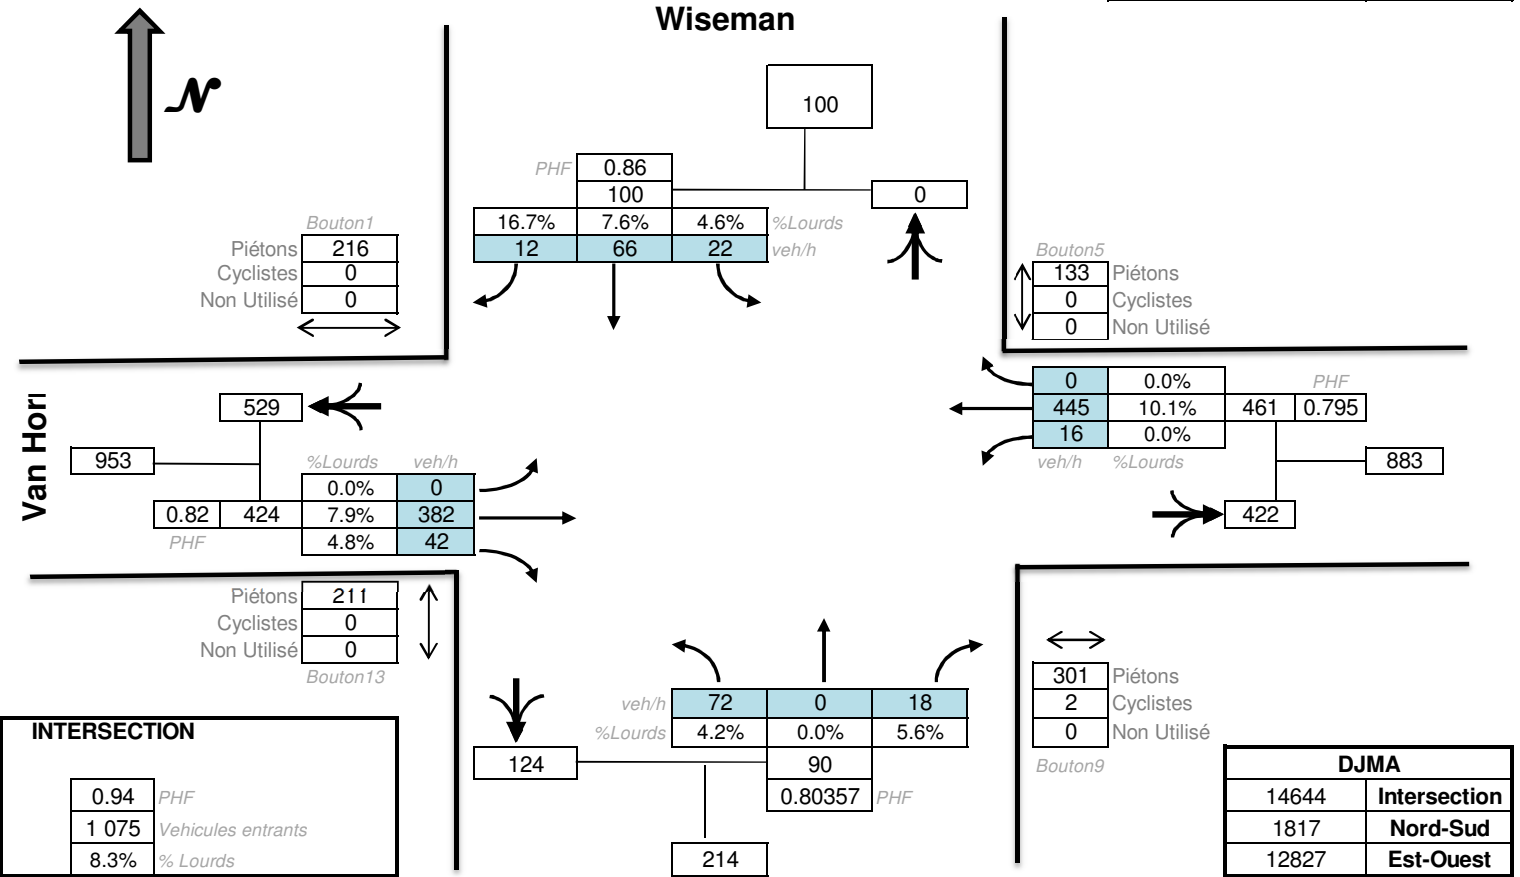 Wiseman
N
100
PHF 0.86
100 0
16.7% 7.6% 4.6% %Lourds
12 66 22 veh/h
Bouton1
Piétons 216
Cyclistes 0
Non Utilisé 0
Bouton5
133 Piétons
0 Cyclistes
0 Non Utilisé
Van Hor
529
953
%Lourds veh/h
0.0% 0
0.82 424 7.9% 382
PHF 4.8% 42
0 0.0% PHF
445 10.1% 461 0.795
16 0.0%
veh/h %Lourds 883
422
Piétons 211
Cyclistes 0
Non Utilisé 0
Bouton13
301 Piétons
2 Cyclistes
0 Non Utilisé
Bouton9
veh/h 72 0 18
%Lourds 4.2% 0.0% 5.6%
124 90
0.80357 PHF
214
INTERSECTION
0.94 PHF
1 075 Vehicules entrants
8.3% % Lourds
DJMA
14644 Intersection
1817 Nord-Sud
12827 Est-Ouest